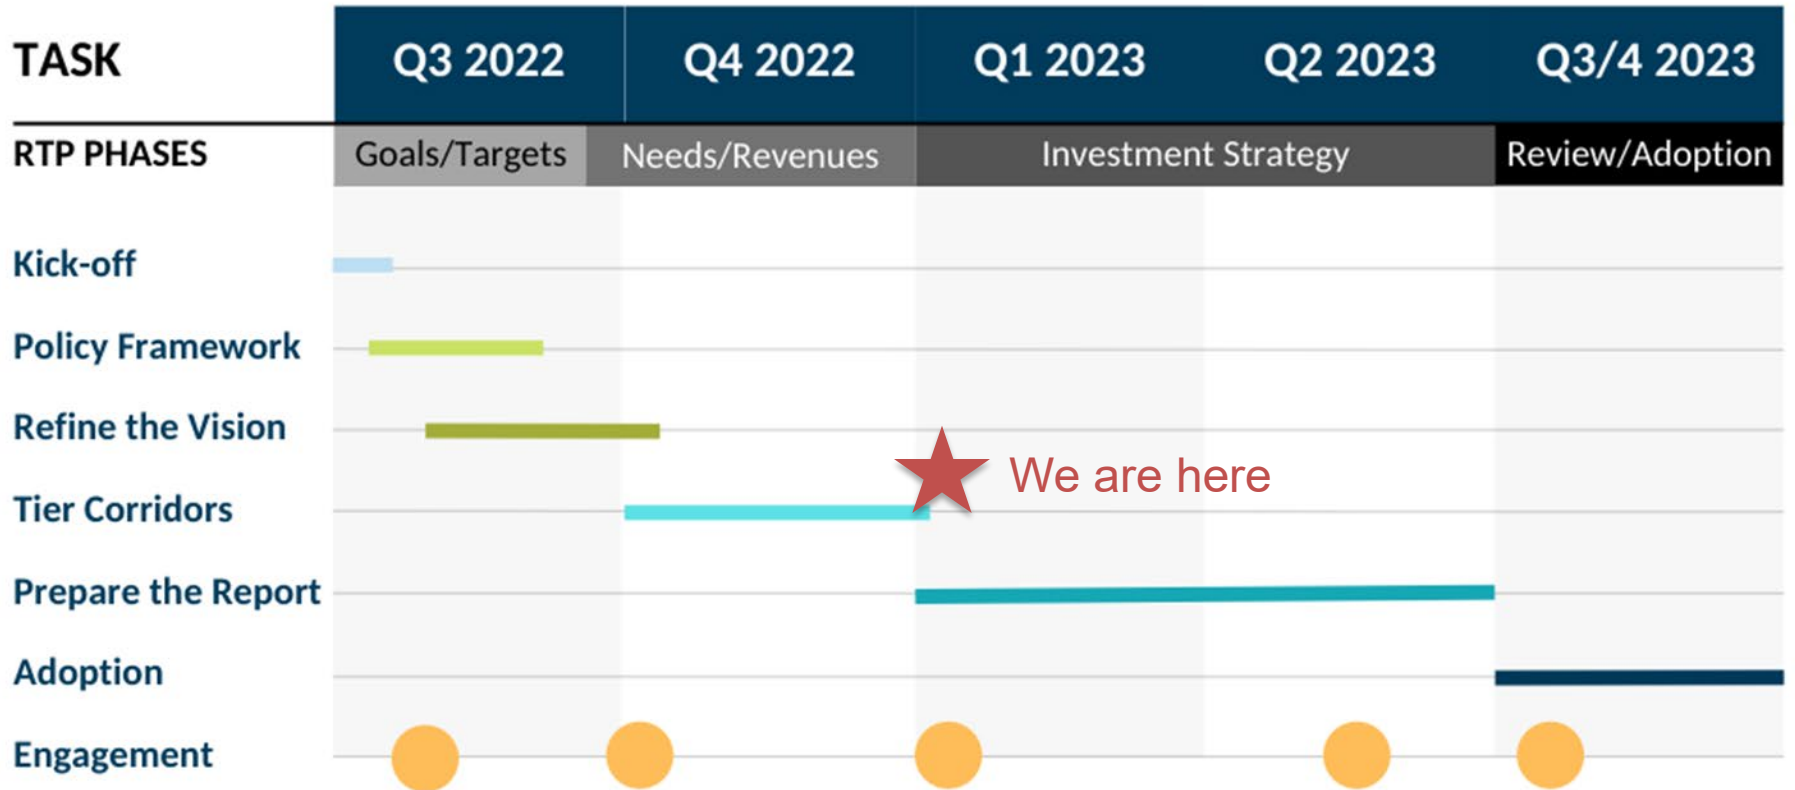 TASK Q3 2022 Q4 2022 Q1 2023 Q2 2023 Q3/4 2023
RTP PHASES Goals/Targets Needs/Revenues Investment Strategy Review/Adoption
Kick-off
Policy Framework
Refine the Vision
We are here
Tier Corridors
Prepare the Report
Adoption
Engagement